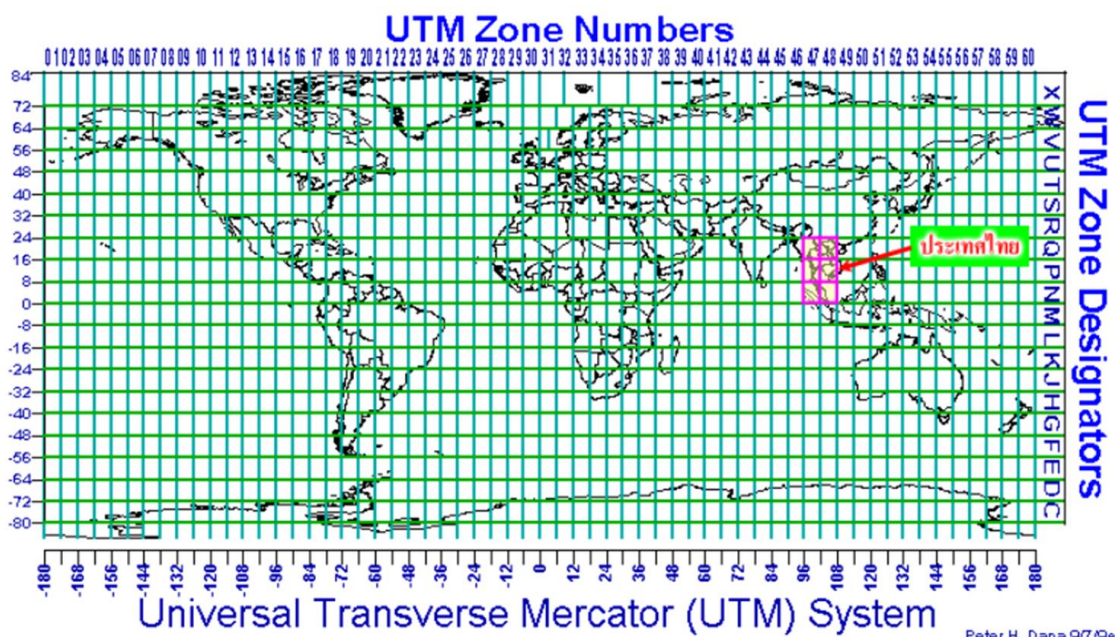 UTM Zone Numbers
01 02 03 04 05 06 07 08 09 10 11 12 13 14 15 16 17 18 19 20 21 22 23 24 25 26 27 28 29 30 31 32 33 34 35 36 37 38 39 40 41 42 43 44 45 46 47 48 49 50 51 52 53 54 55 56 57 58 59 60
84
72
64
56
48
40
32
24
16
8
0
-8
-16
-24
-32
-40
-48
-56
-64
-72
-80
X
W
V
U
T
S
R
Q
P
N
M
L
K
J
H
G
F
E
D
C
UTM Zone Designators
ประเทศไทย
-180 -168 -156 -144 -132 -120 -108 -96 -84 -72 -60 -48 -36 -24 -12 0 12 24 36 48 60 72 84 96 108 120 132 144 156 168 180
Universal Transverse Mercator (UTM) System
Peter H. Dana